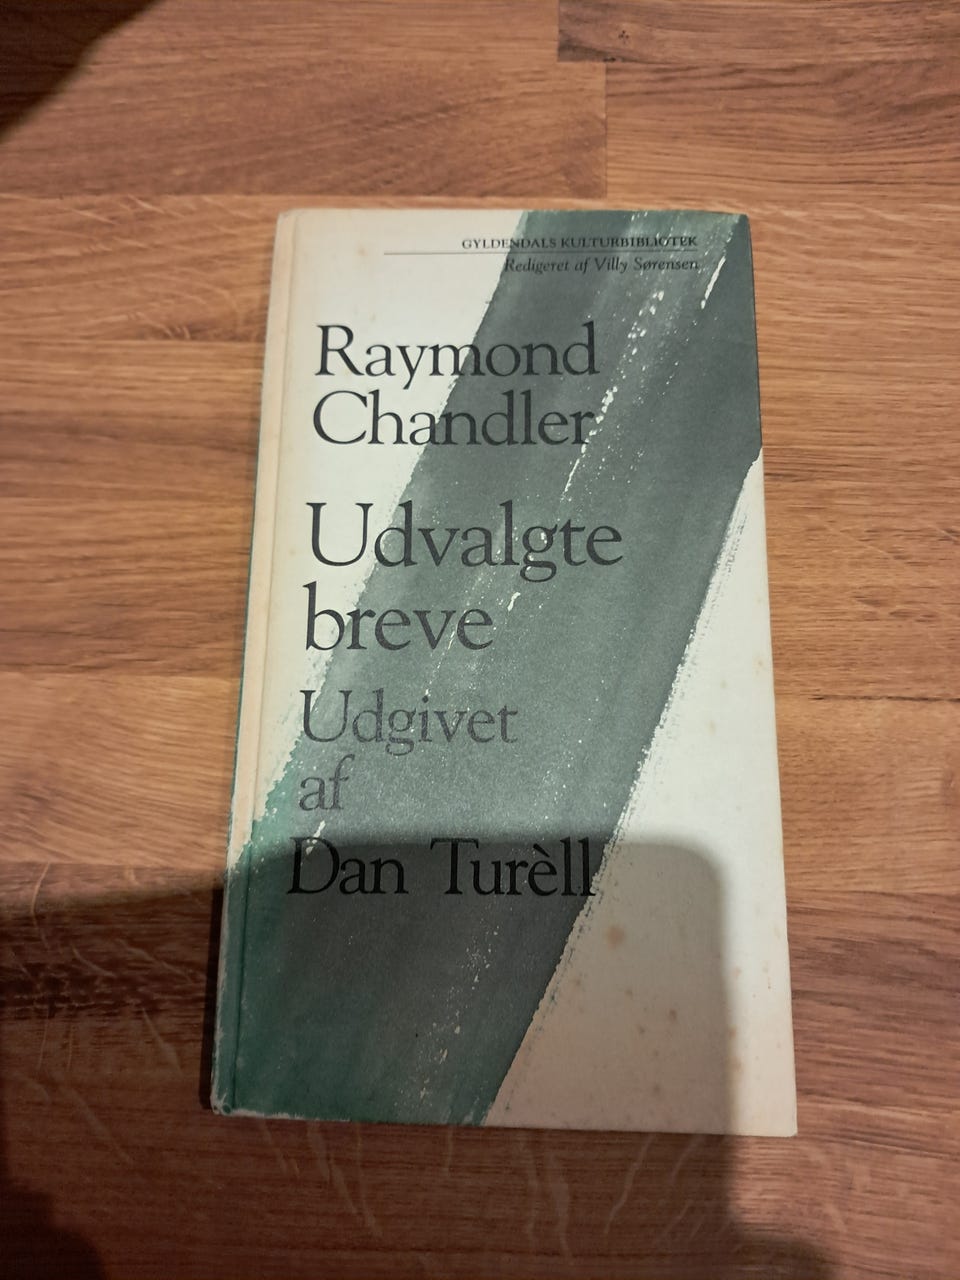 GYLDENDALS KULTURBIBLIOTEK
Redigeret af Villy Sørensen
Raymond
Chandler
Udvalgte
breve
Udgivet
af
Dan Turèll